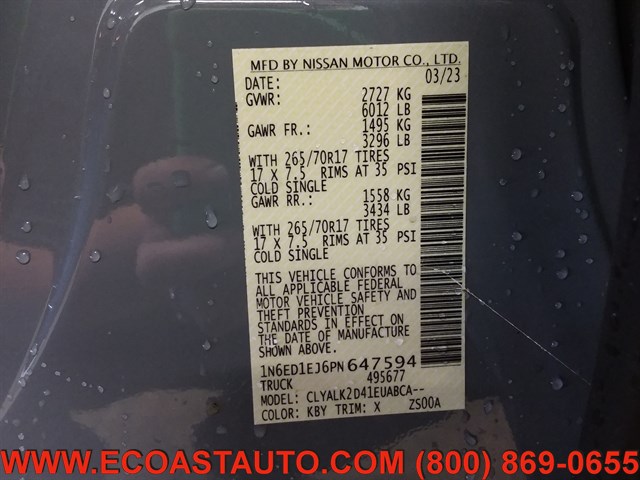 MFD BY NISSAN MOTOR CO., LTD.
DATE: 03/23
GVWR: 2727 KG
6012 LB
GAWR FR.: 1495 KG
3296 LB
WITH 265/70R17 TIRES
17 X 7.5 RIMS AT 35 PSI
COLD SINGLE
GAWR RR.: 1558 KG
3434 LB
WITH 265/70R17 TIRES
17 X 7.5 RIMS AT 35 PSI
COLD SINGLE
THIS VEHICLE CONFORMS TO
ALL APPLICABLE FEDERAL
MOTOR VEHICLE SAFETY AND
THEFT PREVENTION
STANDARDS IN EFFECT ON
THE DATE OF MANUFACTURE
SHOWN ABOVE.
1N6ED1EJ6PN647594
TRUCK 495677
MODEL: CLYALK2D41EUABCA--
COLOR: KBY TRIM: X ZS00A
WWW.ECOASTAUTO.COM (800) 869-0655